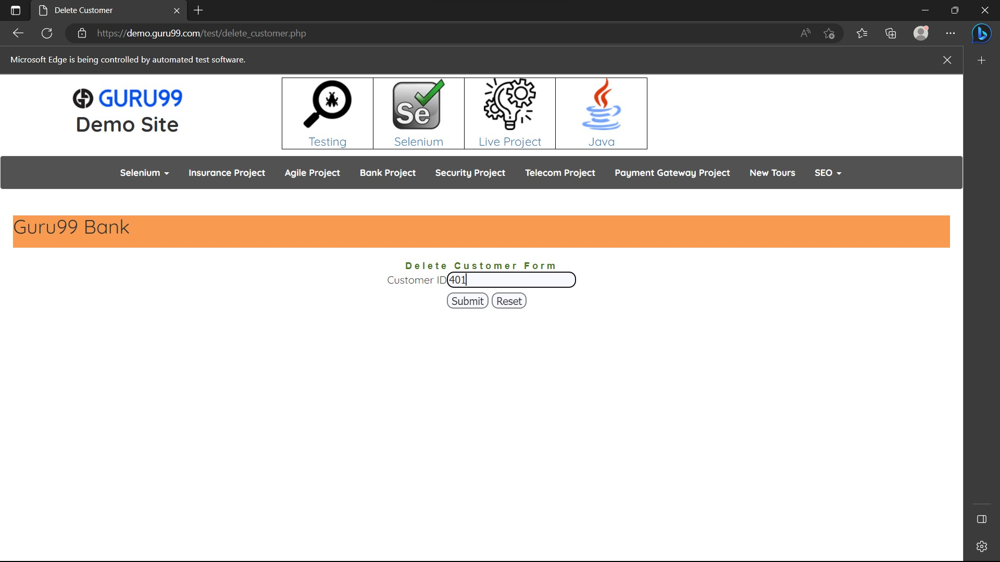 Delete Customer
https://demo.guru99.com/test/delete_customer.php
Microsoft Edge is being controlled by automated test software.
GURU99
Demo Site
Se
Testing Selenium Live Project Java
Selenium Insurance Project Agile Project Bank Project Security Project Telecom Project Payment Gateway Project New Tours SEO
Guru99 Bank
Delete Customer Form
Customer ID 401
Submit Reset